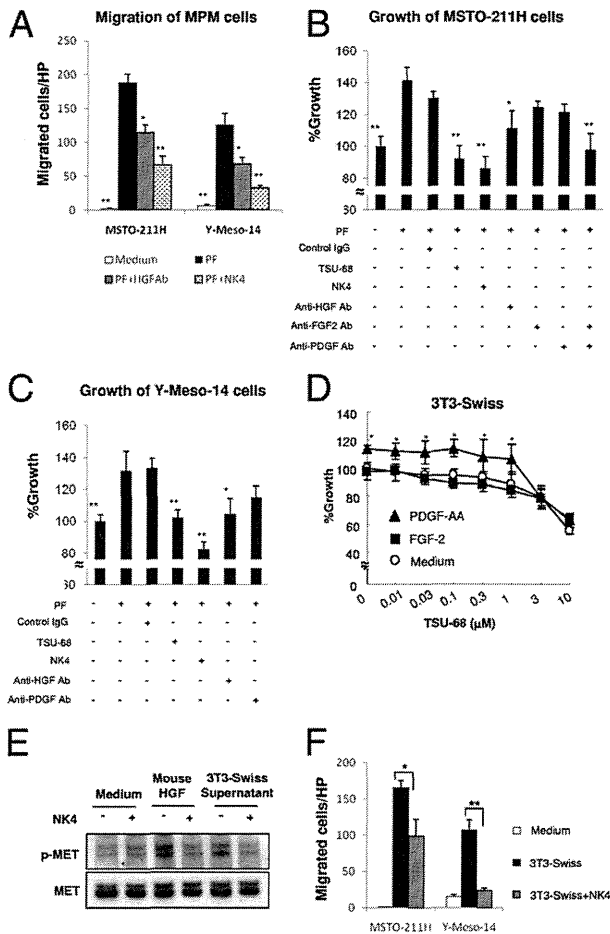 A
Migration of MPM cells
Migrated cells/HP
250
200
150
100
50
0
** * ** ** * **
MSTO-211H Y-Meso-14
Medium PF
PF+HGFAb PF+NK4
B
Growth of MSTO-211H cells
%Growth
160
140
120
100
80
≈
30
** ** ** * **
PF - + + + + + + + +
Control IgG - - + - - - - - -
TSU-68 - - - + - - - - -
NK4 - - - - + - - - -
Anti-HGF Ab - - - - - + - - -
Anti-FGF2 Ab - - - - - - + - +
Anti-PDGF Ab - - - - - - - + +
C
Growth of Y-Meso-14 cells
%Growth
160
140
120
100
80
≈
** ** ** *
PF - + + + + + +
Control IgG - - + - - - -
TSU-68 - - - + - - -
NK4 - - - - + - -
Anti-HGF Ab - - - - - + -
Anti-PDGF Ab - - - - - - +
D
3T3-Swiss
%Growth
140
120
100
80
60
40
≈
0
* * * * * *
PDGF-AA
FGF-2
Medium
0 0.01 0.03 0.1 0.3 1 3 10
TSU-68 (μM)
E
Medium Mouse HGF 3T3-Swiss Supernatant
NK4 - + - + - +
p-MET
MET
F
Migrated cells/HP
200
150
100
50
0
* **
MSTO-211H Y-Meso-14
Medium
3T3-Swiss
3T3-Swiss+NK4